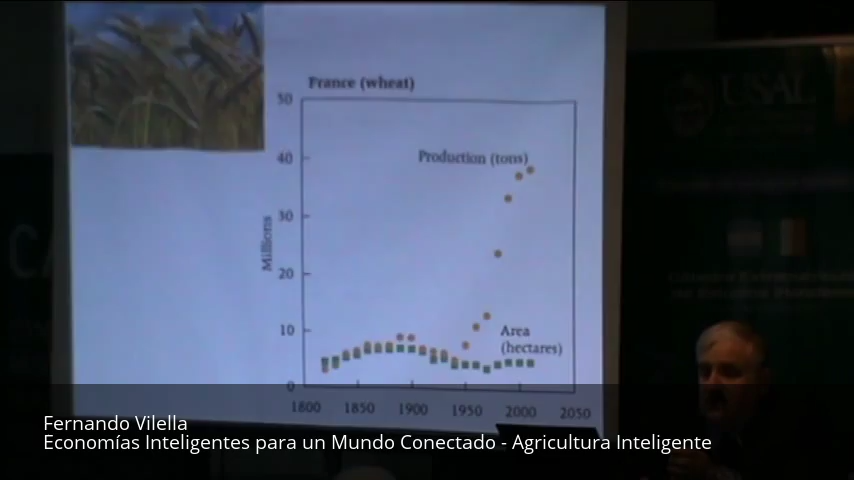 France (wheat)
50
Production (tons)
40
30
Millions
20
10
Area
(hectares)
0
1800 1850 1900 1950 2000 2050
USAL
Fernando Vilella
Economías Inteligentes para un Mundo Conectado - Agricultura Inteligente